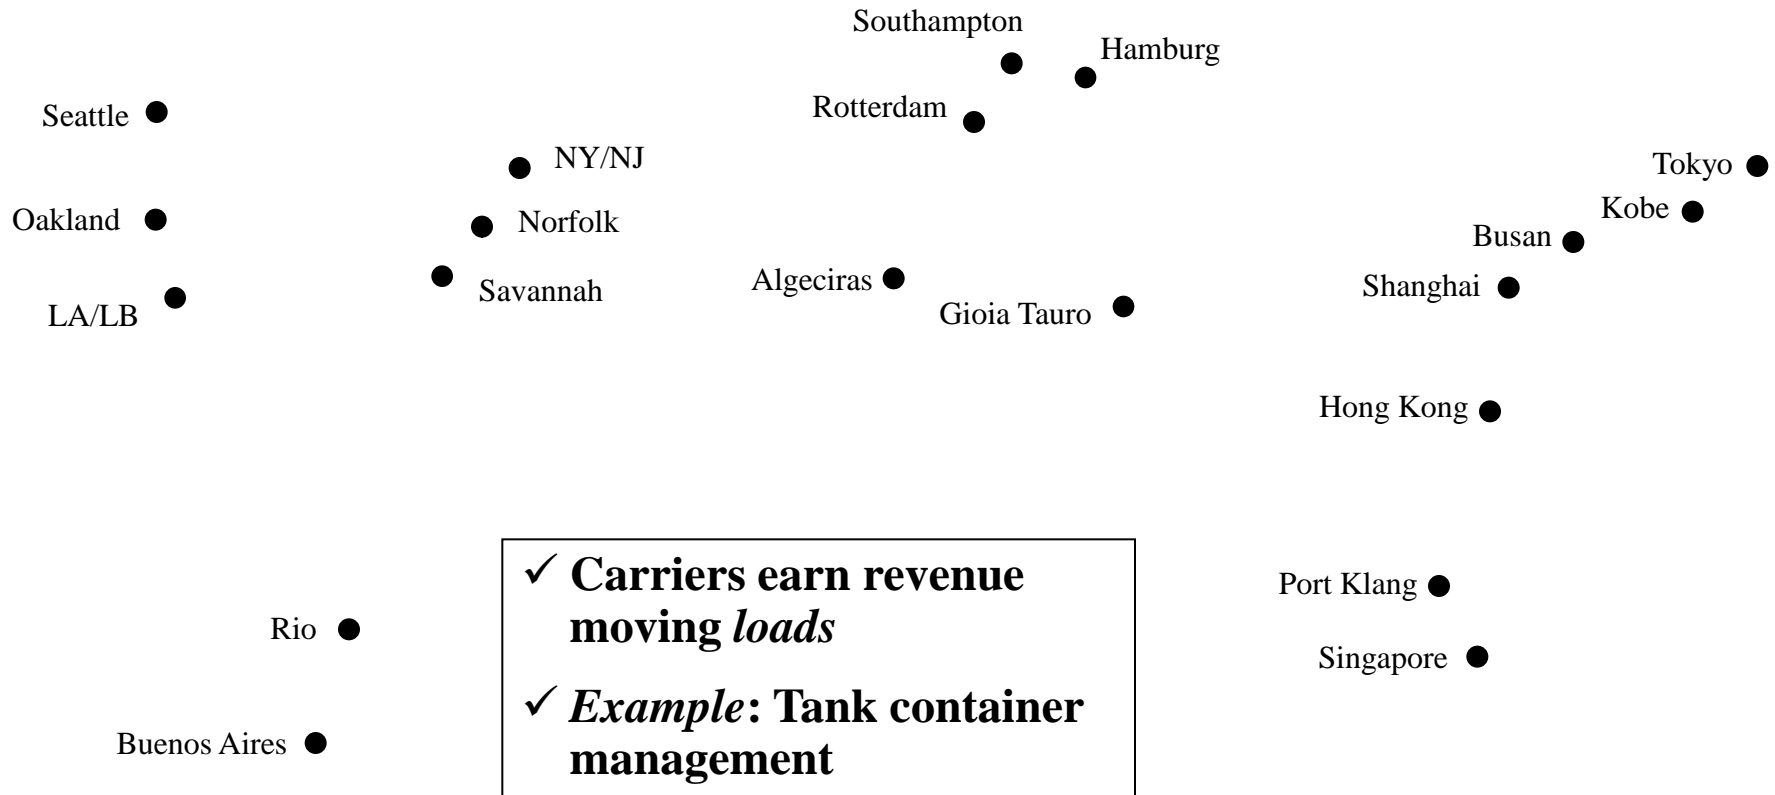 Southampton
Hamburg
Seattle
Rotterdam
NY/NJ
Tokyo
Oakland
Norfolk
Kobe
Busan
Savannah
Algeciras
Shanghai
LA/LB
Gioia Tauro
Hong Kong
✓ Carriers earn revenue
moving loads
✓ Example: Tank container
management
Port Klang
Rio
Singapore
Buenos Aires